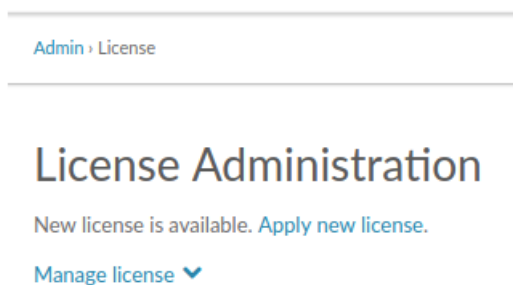 Admin › License
License Administration
New license is available. Apply new license.
Manage license